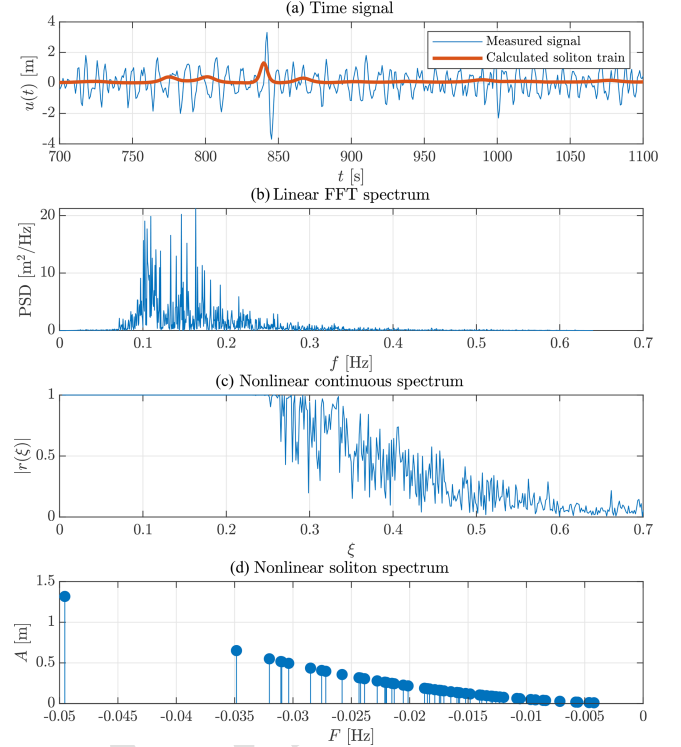 (a) Time signal
4
2
0
-2
-4
u(t) [m]
Measured signal
Calculated soliton train
700 750 800 850 900 950 1000 1050 1100
t [s]
(b) Linear FFT spectrum
20
10
0
PSD [m²/Hz]
0 0.1 0.2 0.3 0.4 0.5 0.6 0.7
f [Hz]
(c) Nonlinear continuous spectrum
1
0.5
0
|r(ξ)|
0 0.1 0.2 0.3 0.4 0.5 0.6 0.7
ξ
(d) Nonlinear soliton spectrum
1.5
1
0.5
0
A [m]
-0.05 -0.045 -0.04 -0.035 -0.03 -0.025 -0.02 -0.015 -0.01 -0.005 0
F [Hz]